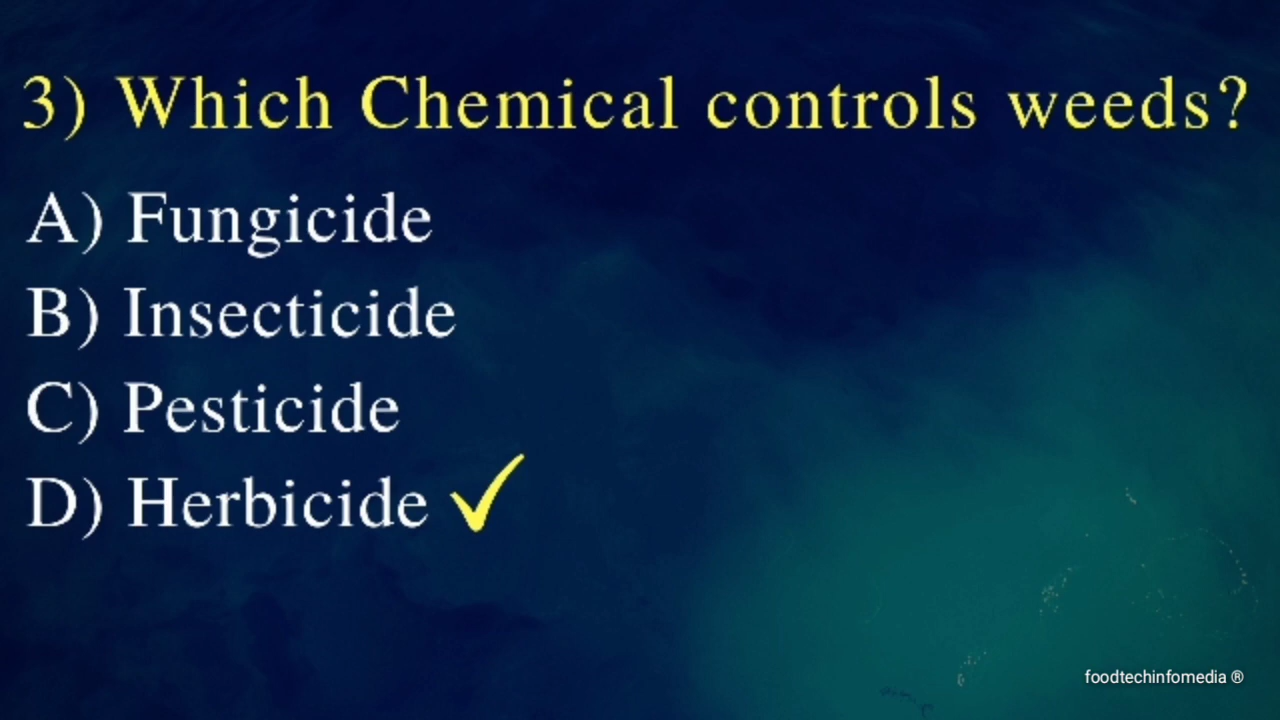 3) Which Chemical controls weeds?
A) Fungicide
B) Insecticide
C) Pesticide
D) Herbicide ✓
foodtechinfomedia ®